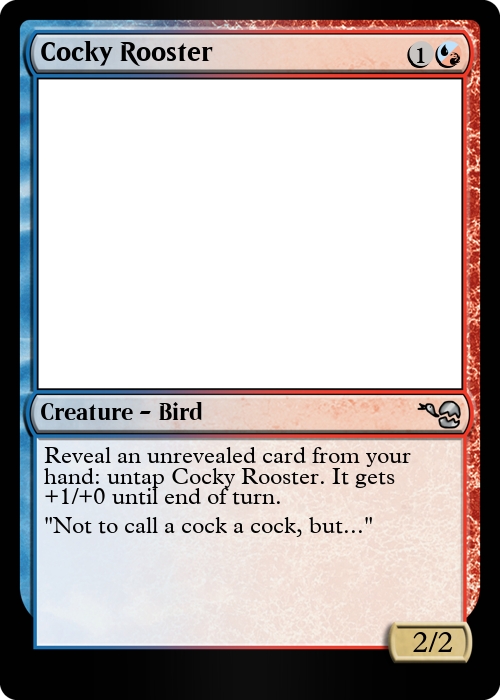 Cocky Rooster
1
Creature – Bird
Reveal an unrevealed card from your
hand: untap Cocky Rooster. It gets
+1/+0 until end of turn.
"Not to call a cock a cock, but..."
2/2